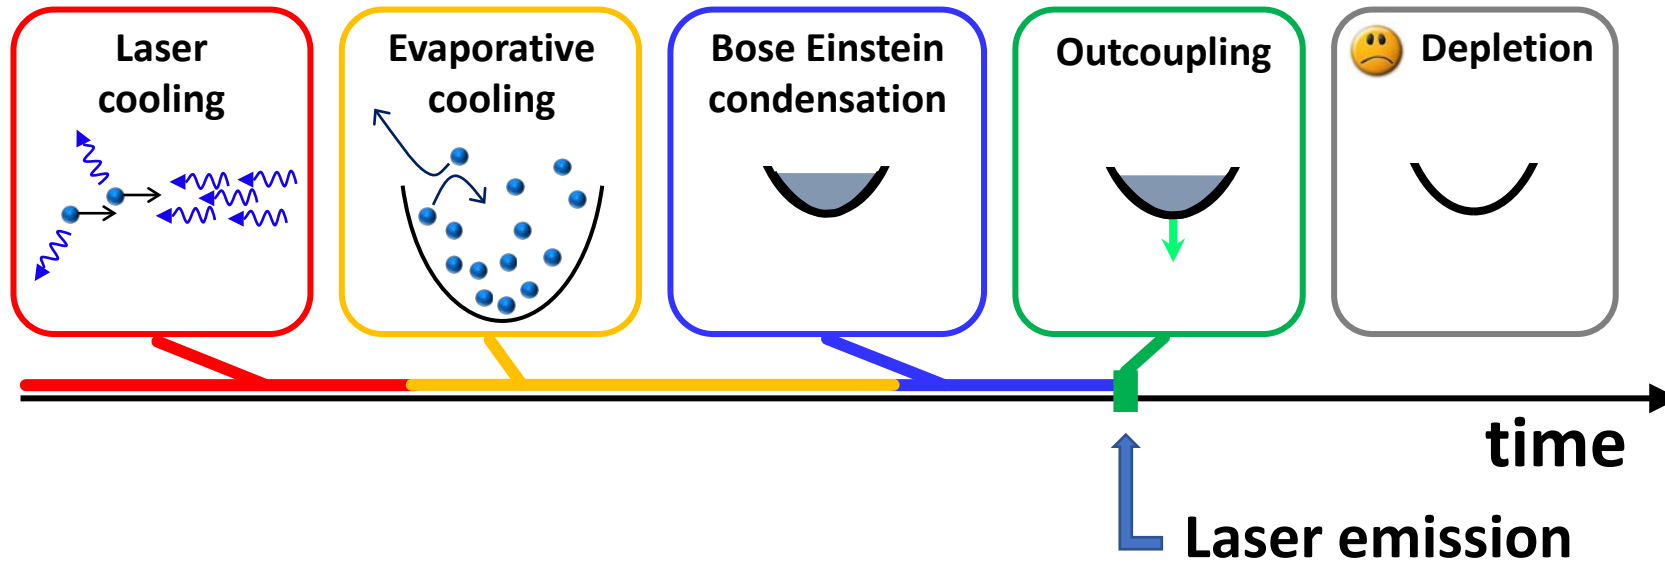 Laser
cooling
Evaporative
cooling
Bose Einstein
condensation
Outcoupling
Depletion
time
Laser emission